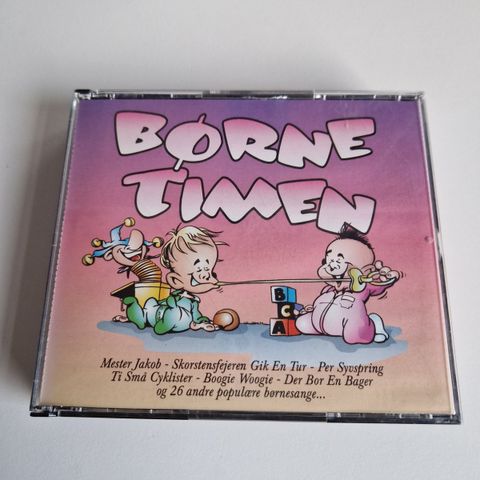 BØRNE
TIMEN
B
C
A
Mester Jakob - Skorstensfejeren Gik En Tur - Per Syvspring
Ti Små Cyklister - Boogie Woogie - Der Bor En Bager
og 26 andre populære børnesange...